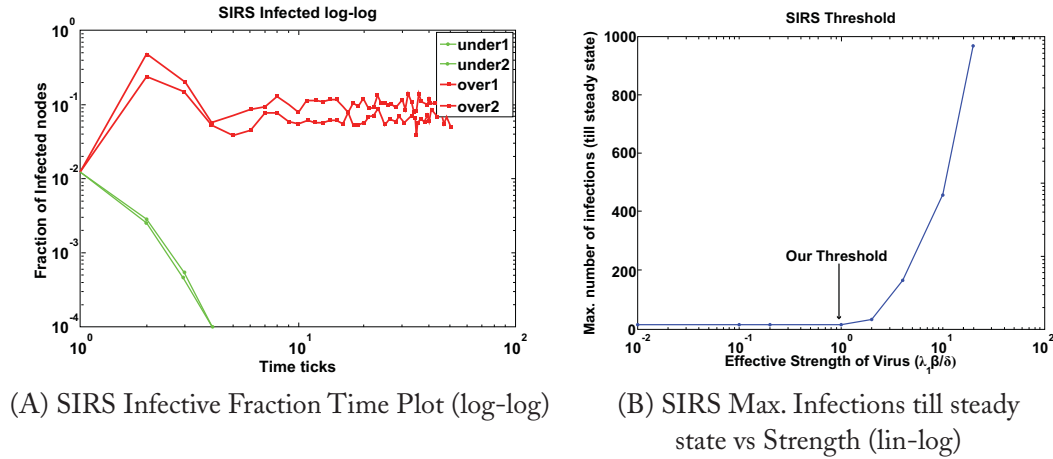 SIRS Infected log-log
10^0
10^-1
10^-2
10^-3
10^-4
Fraction of Infected nodes
under1
under2
over1
over2
10^0
10^1
10^2
Time ticks
(A) SIRS Infective Fraction Time Plot (log-log)
SIRS Threshold
1000
800
600
400
200
0
Max. number of infections (till steady state)
Our Threshold
10^-2
10^-1
10^0
10^1
10^2
Effective Strength of Virus (λ₁β/δ)
(B) SIRS Max. Infections till steady
state vs Strength (lin-log)